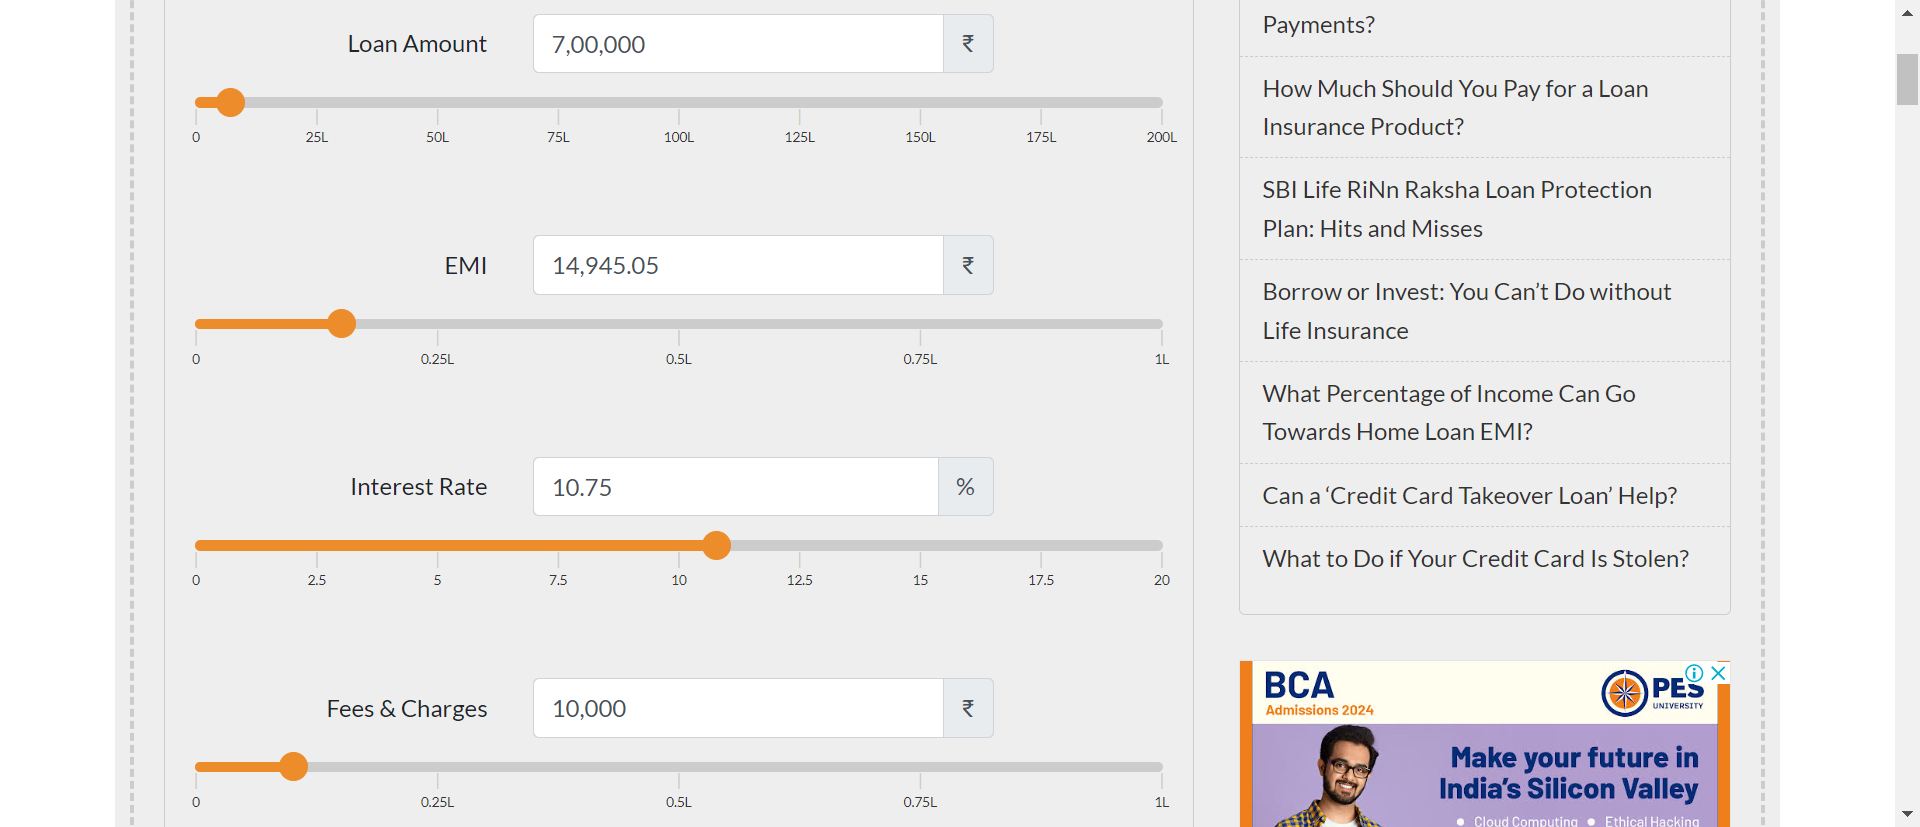 Loan Amount
7,00,000
₹
0 25L 50L 75L 100L 125L 150L 175L 200L
EMI
14,945.05
₹
0 0.25L 0.5L 0.75L 1L
Interest Rate
10.75
%
0 2.5 5 7.5 10 12.5 15 17.5 20
Fees & Charges
10,000
₹
0 0.25L 0.5L 0.75L 1L
Payments?
How Much Should You Pay for a Loan
Insurance Product?
SBI Life RiNn Raksha Loan Protection
Plan: Hits and Misses
Borrow or Invest: You Can’t Do without
Life Insurance
What Percentage of Income Can Go
Towards Home Loan EMI?
Can a ‘Credit Card Takeover Loan’ Help?
What to Do if Your Credit Card Is Stolen?
BCA
Admissions 2024
PES
UNIVERSITY
Make your future in
India’s Silicon Valley
• Cloud Computing • Ethical Hacking